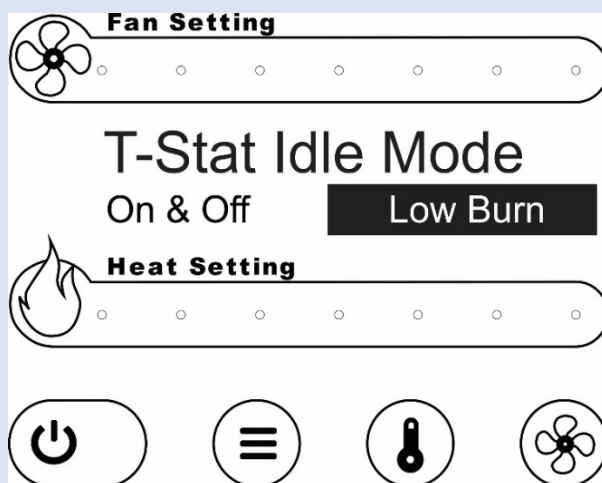 Fan Setting
T-Stat Idle Mode
On & Off Low Burn
Heat Setting